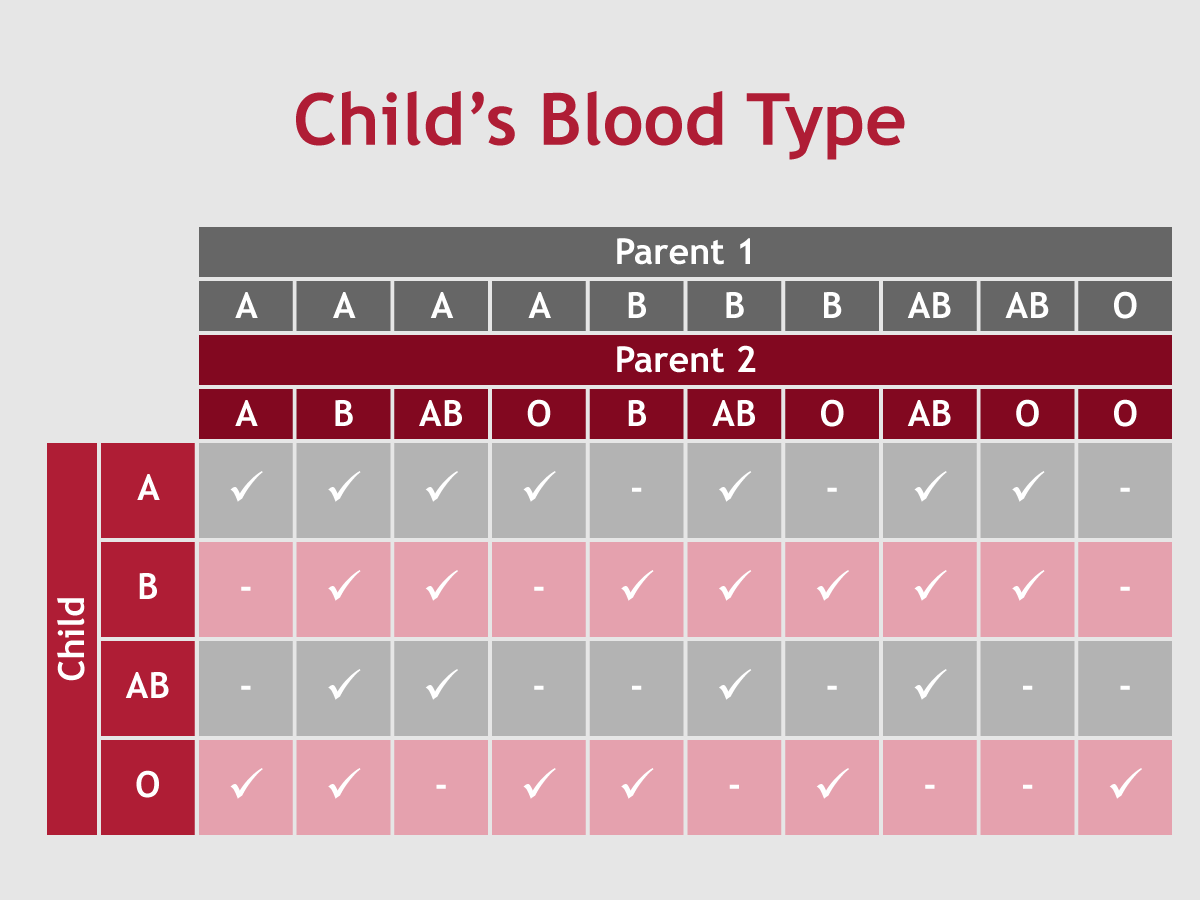 Child’s Blood Type
Parent 1
A A A A B B B AB AB O
Parent 2
A B AB O B AB O AB O O
Child
A ✓ ✓ ✓ ✓ - ✓ - ✓ ✓ -
B - ✓ ✓ - ✓ ✓ ✓ ✓ ✓ -
AB - ✓ ✓ - - ✓ - ✓ - -
O ✓ ✓ - ✓ ✓ - ✓ - - ✓